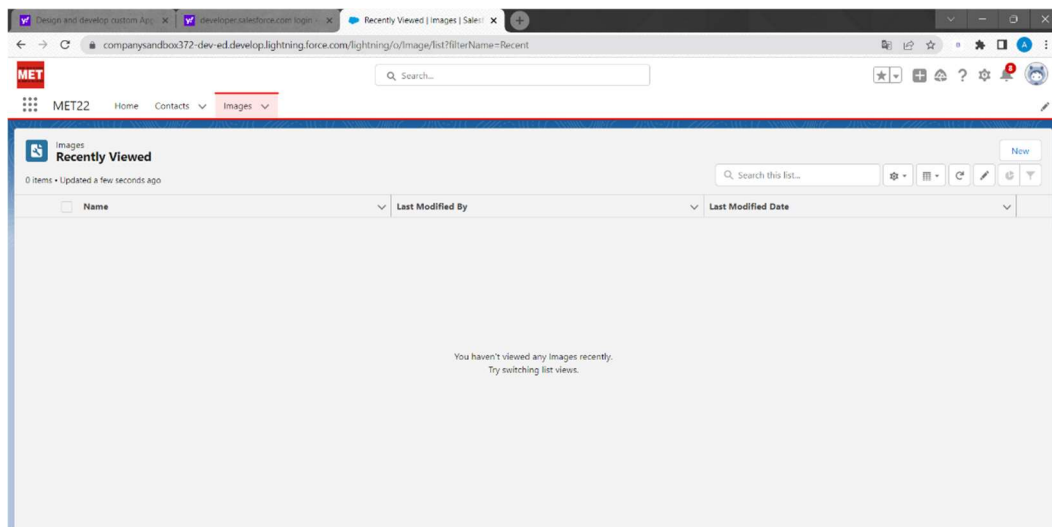 Design and develop custom App
developer.salesforce.com login
Recently Viewed | Images | Sales
companysandbox372-dev-ed.develop.lightning.force.com/lightning/o/Image/list?filterName=Recent
A
MET
Search...
8
MET22
Home
Contacts
Images
Images
Recently Viewed
New
0 items • Updated a few seconds ago
Search this list...
Name
Last Modified By
Last Modified Date
You haven't viewed any Images recently.
Try switching list views.